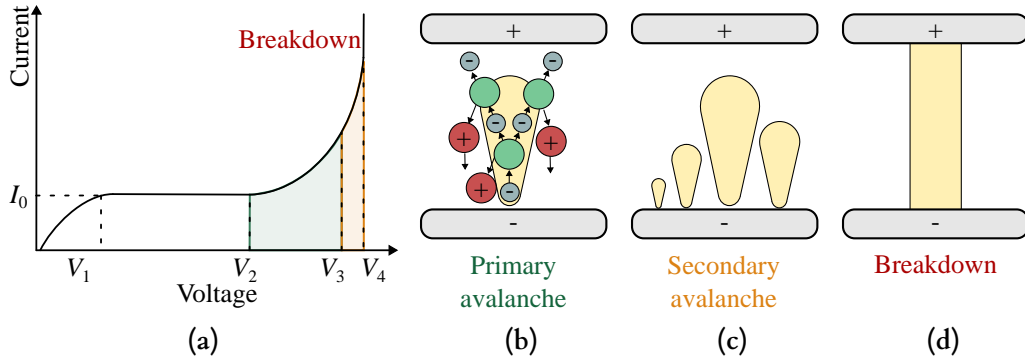 Current
Breakdown
I0
V1
V2
V3
V4
Voltage
(a)
+
-
-
-
-
-
+
+
+
-
Primary
avalanche
(b)
+
-
Secondary
avalanche
(c)
+
-
Breakdown
(d)